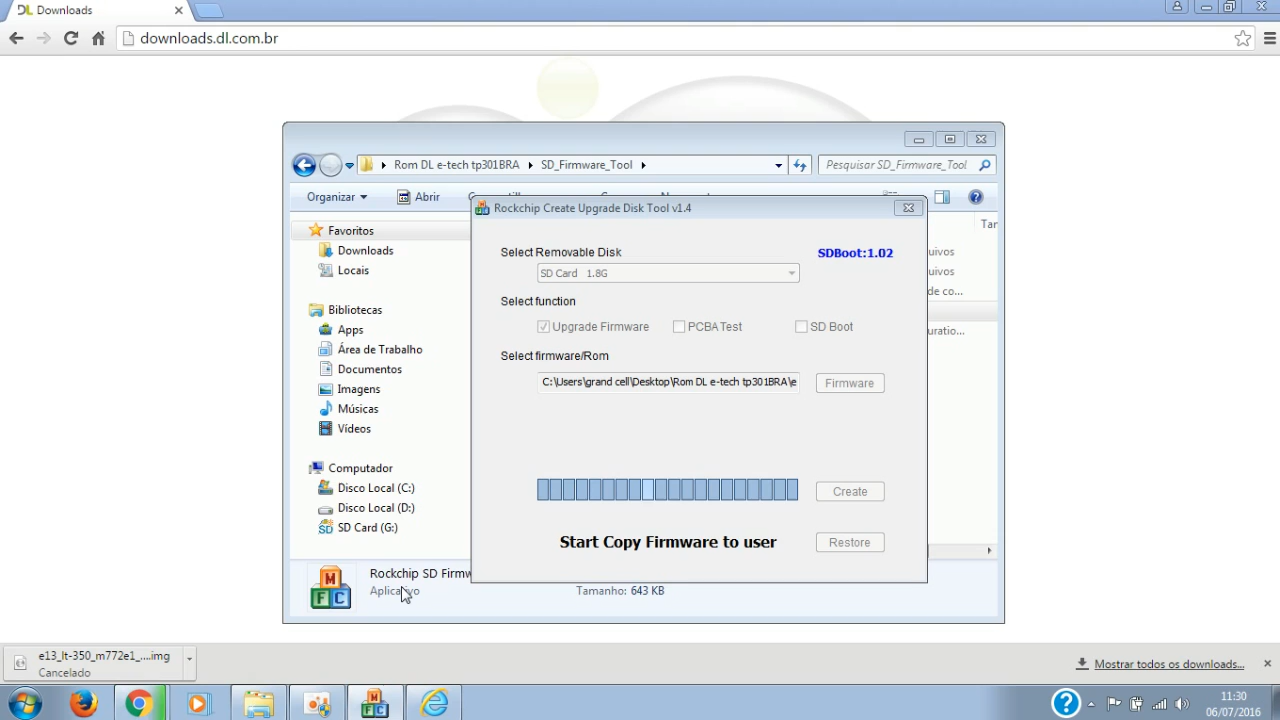 DL Downloads
downloads.dl.com.br
Rom DL e-tech tp301BRA
SD_Firmware_Tool
Pesquisar SD_Firmware_Tool
Organizar
Abrir
Rockchip Create Upgrade Disk Tool v1.4
Favoritos
Downloads
Locais
Bibliotecas
Apps
Área de Trabalho
Documentos
Imagens
Músicas
Vídeos
Computador
Disco Local (C:)
Disco Local (D:)
SD Card (G:)
Select Removable Disk
SDBoot:1.02
SD Card 1.8G
Select function
Upgrade Firmware
PCBA Test
SD Boot
Select firmware/Rom
C:\Users\grand cell\Desktop\Rom DL e-tech tp301BRA\e
Firmware
Create
Start Copy Firmware to user
Restore
Tar
uivos
uivos
de co...
uratio...
Rockchip SD Firmw
Aplicativo
Tamanho: 643 KB
e13_lt-350_m772e1_....img
Cancelado
Mostrar todos os downloads...
11:30
06/07/2016